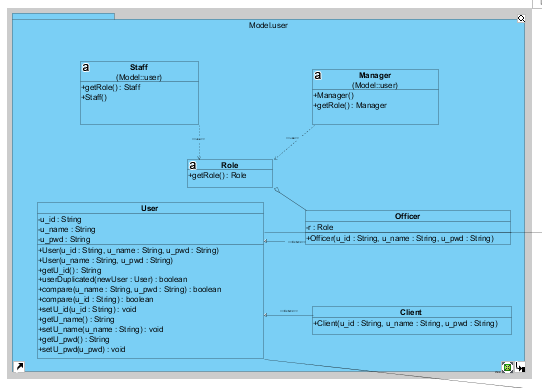 Model:user
a
Staff
(Model::user)
+getRole() : Staff
+Staff()
a
Manager
(Model::user)
+Manager()
+getRole() : Manager
a
Role
+getRole() : Role
User
-u_id : String
-u_name : String
-u_pwd : String
+User(u_id : String, u_name : String, u_pwd : String)
+User(u_name : String, u_pwd : String)
+getU_id() : String
+userDuplicated(newUser : User) : boolean
+compare(u_name : String, u_pwd : String) : boolean
+compare(u_id : String) : boolean
+setU_id(u_id : String) : void
+getU_name() : String
+setU_name(u_name : String) : void
+getU_pwd() : String
+setU_pwd(u_pwd) : void
Officer
-r : Role
+Officer(u_id : String, u_name : String, u_pwd : String)
Client
+Client(u_id : String, u_name : String, u_pwd : String)